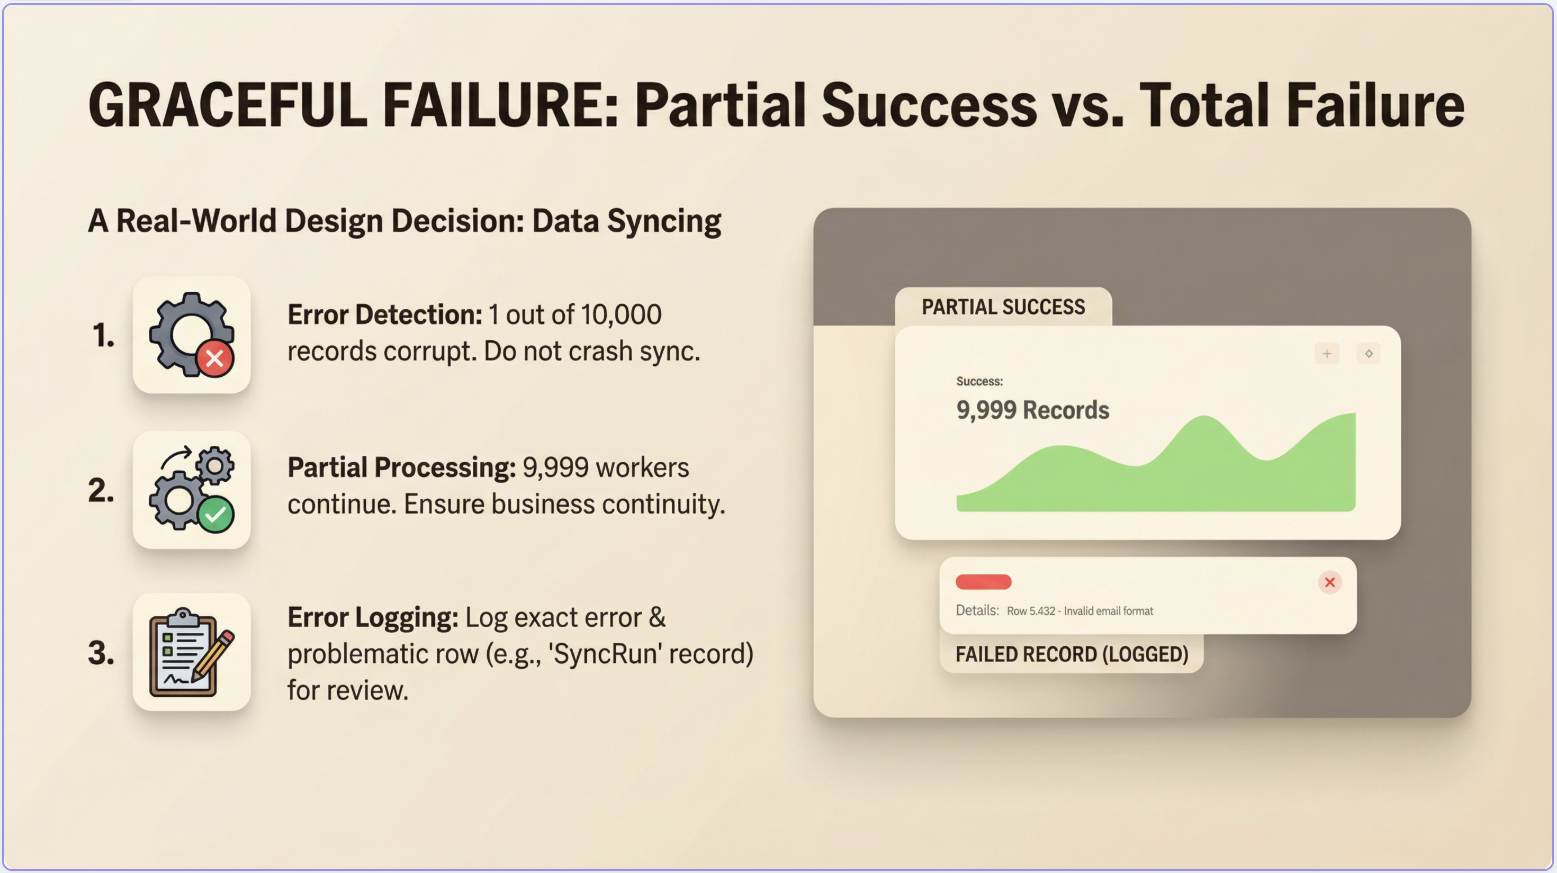 GRACEFUL FAILURE: Partial Success vs. Total Failure
A Real-World Design Decision: Data Syncing
1.
Error Detection: 1 out of 10,000
records corrupt. Do not crash sync.
2.
Partial Processing: 9,999 workers
continue. Ensure business continuity.
3.
Error Logging: Log exact error &
problematic row (e.g., 'SyncRun' record)
for review.
PARTIAL SUCCESS
Success:
9,999 Records
Details: Row 5.432 - Invalid email format
FAILED RECORD (LOGGED)